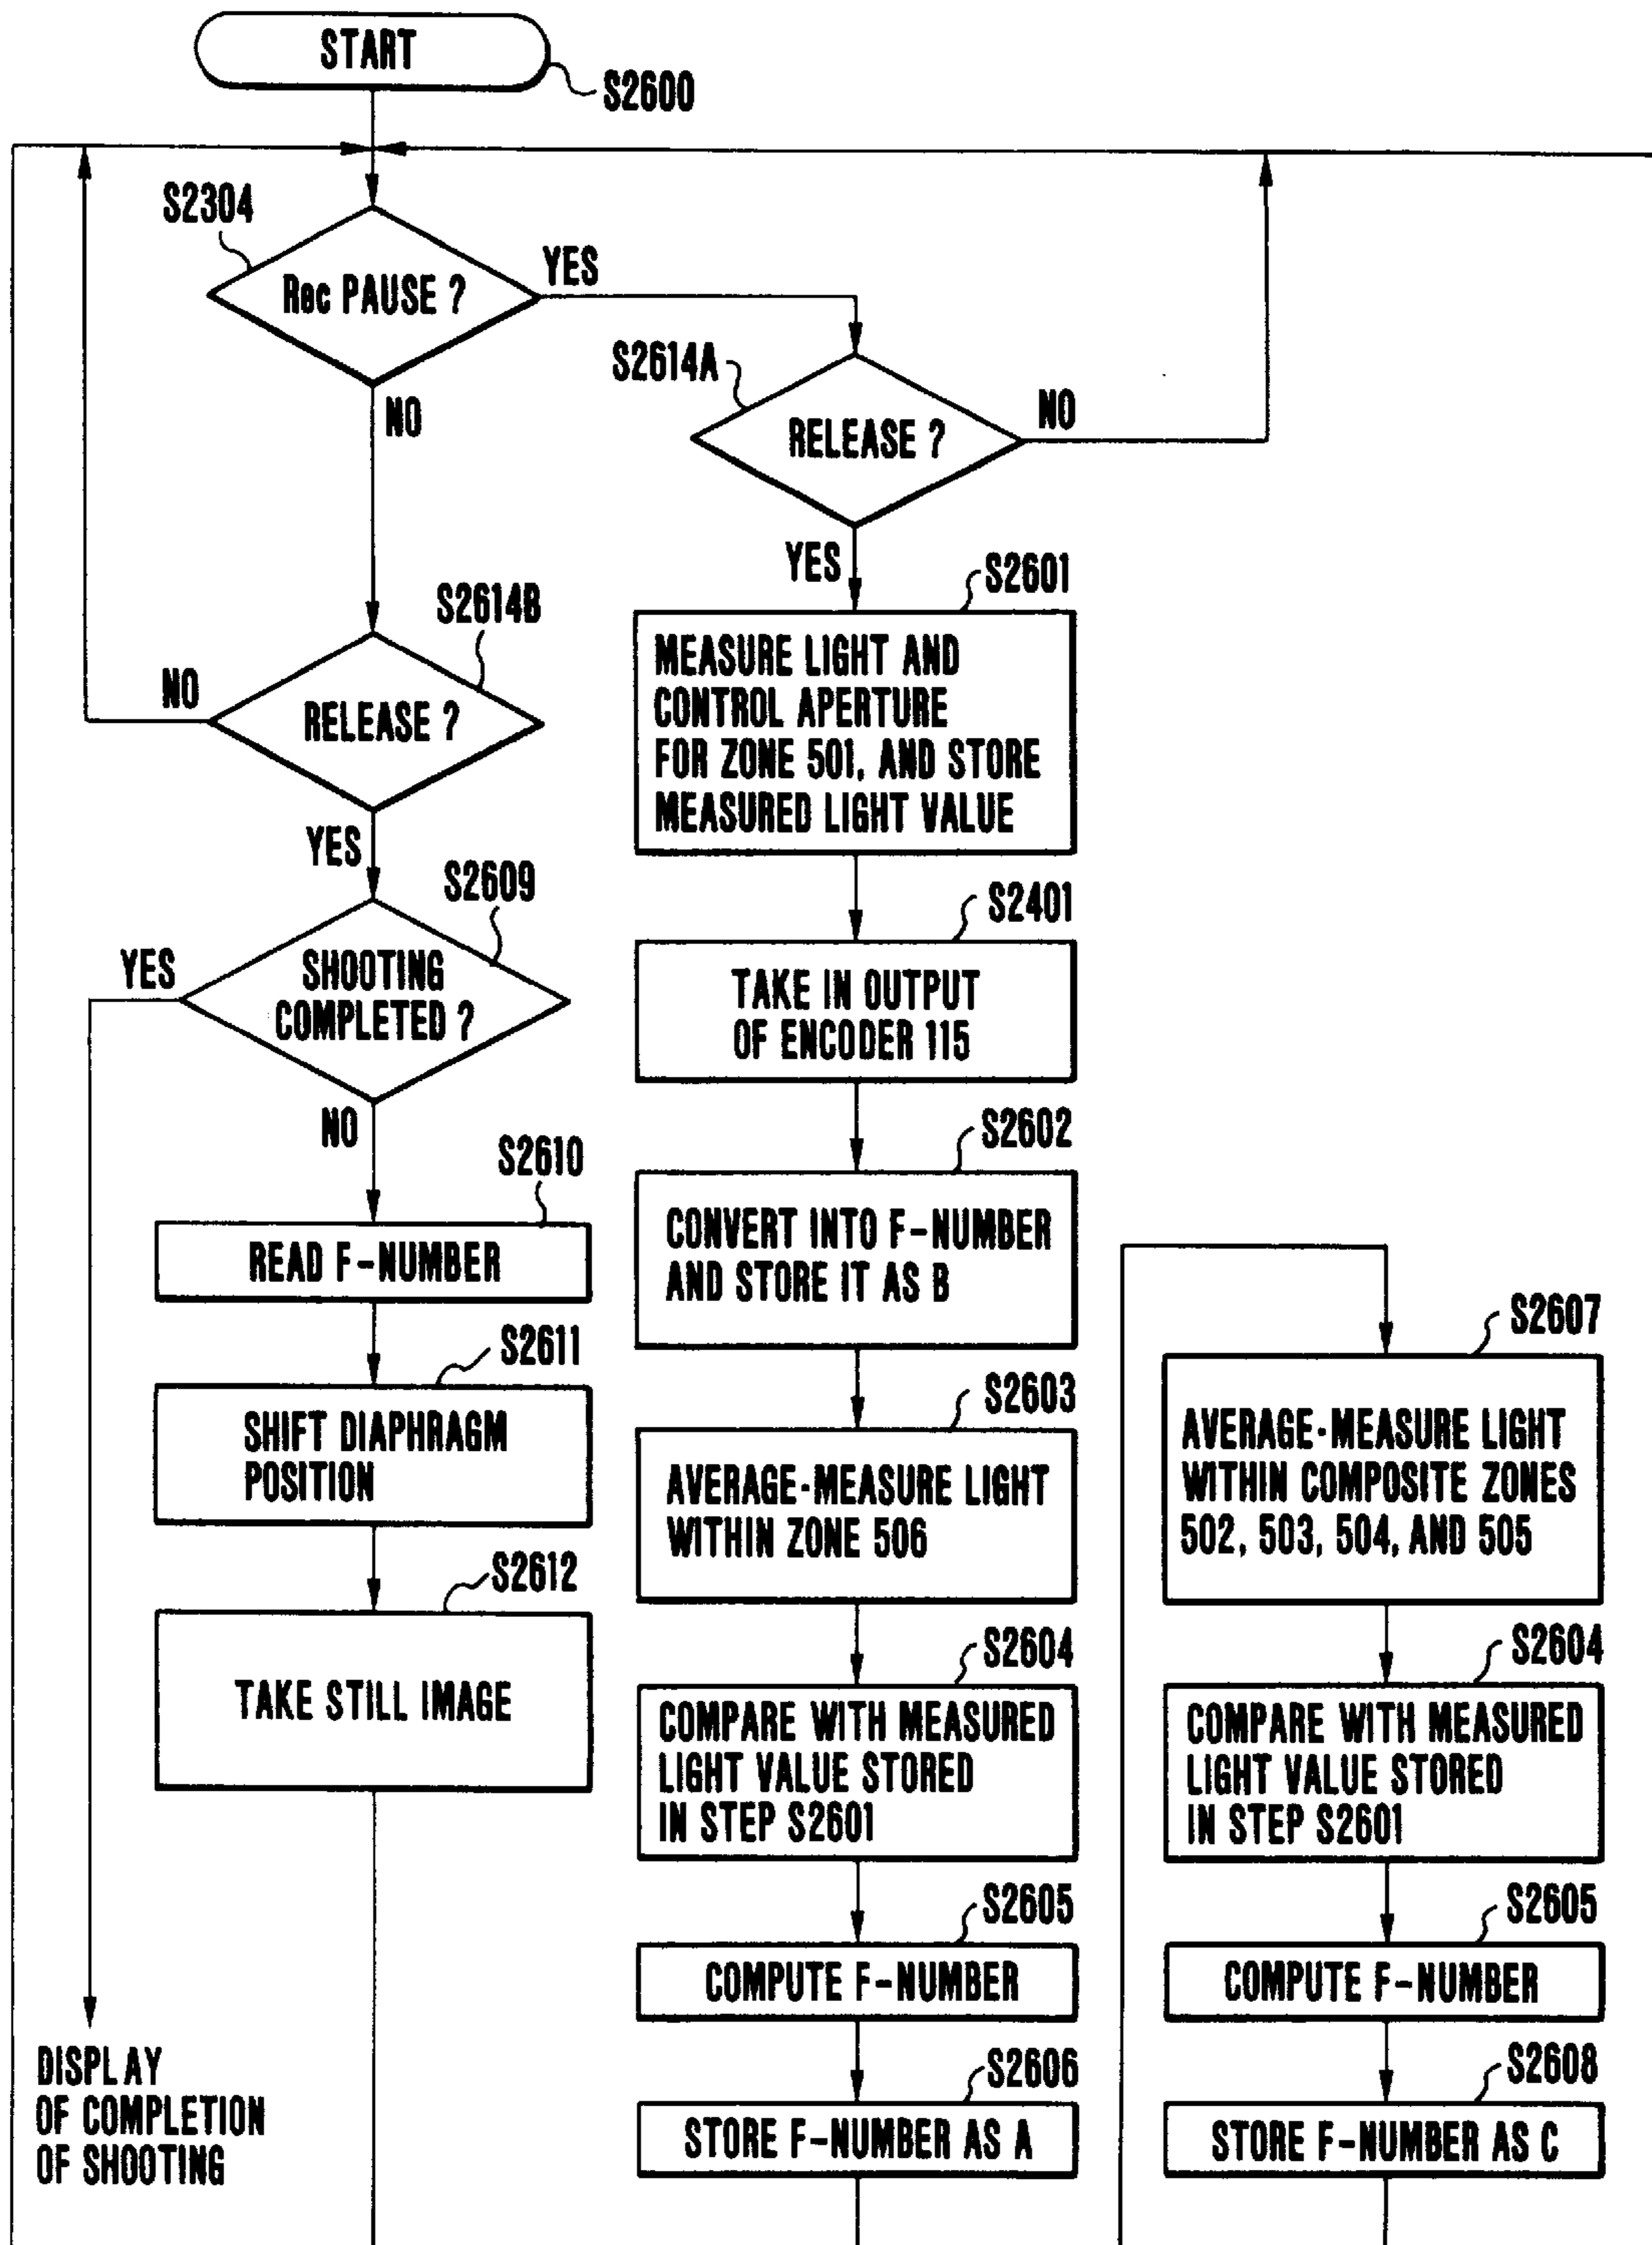 START
S2600
S2304
Rec PAUSE ?
YES
NO
S2614A
RELEASE ?
NO
YES
S2614B
RELEASE ?
NO
YES
S2609
SHOOTING
COMPLETED ?
YES
NO
S2610
READ F-NUMBER
S2611
SHIFT DIAPHRAGM
POSITION
S2612
TAKE STILL IMAGE
DISPLAY
OF COMPLETION
OF SHOOTING
S2601
MEASURE LIGHT AND
CONTROL APERTURE
FOR ZONE 501, AND STORE
MEASURED LIGHT VALUE
S2401
TAKE IN OUTPUT
OF ENCODER 115
S2602
CONVERT INTO F-NUMBER
AND STORE IT AS B
S2603
AVERAGE-MEASURE LIGHT
WITHIN ZONE 506
S2604
COMPARE WITH MEASURED
LIGHT VALUE STORED
IN STEP S2601
S2605
COMPUTE F-NUMBER
S2606
STORE F-NUMBER AS A
S2607
AVERAGE-MEASURE LIGHT
WITHIN COMPOSITE ZONES
502, 503, 504, AND 505
S2604
COMPARE WITH MEASURED
LIGHT VALUE STORED
IN STEP S2601
S2605
COMPUTE F-NUMBER
S2608
STORE F-NUMBER AS C